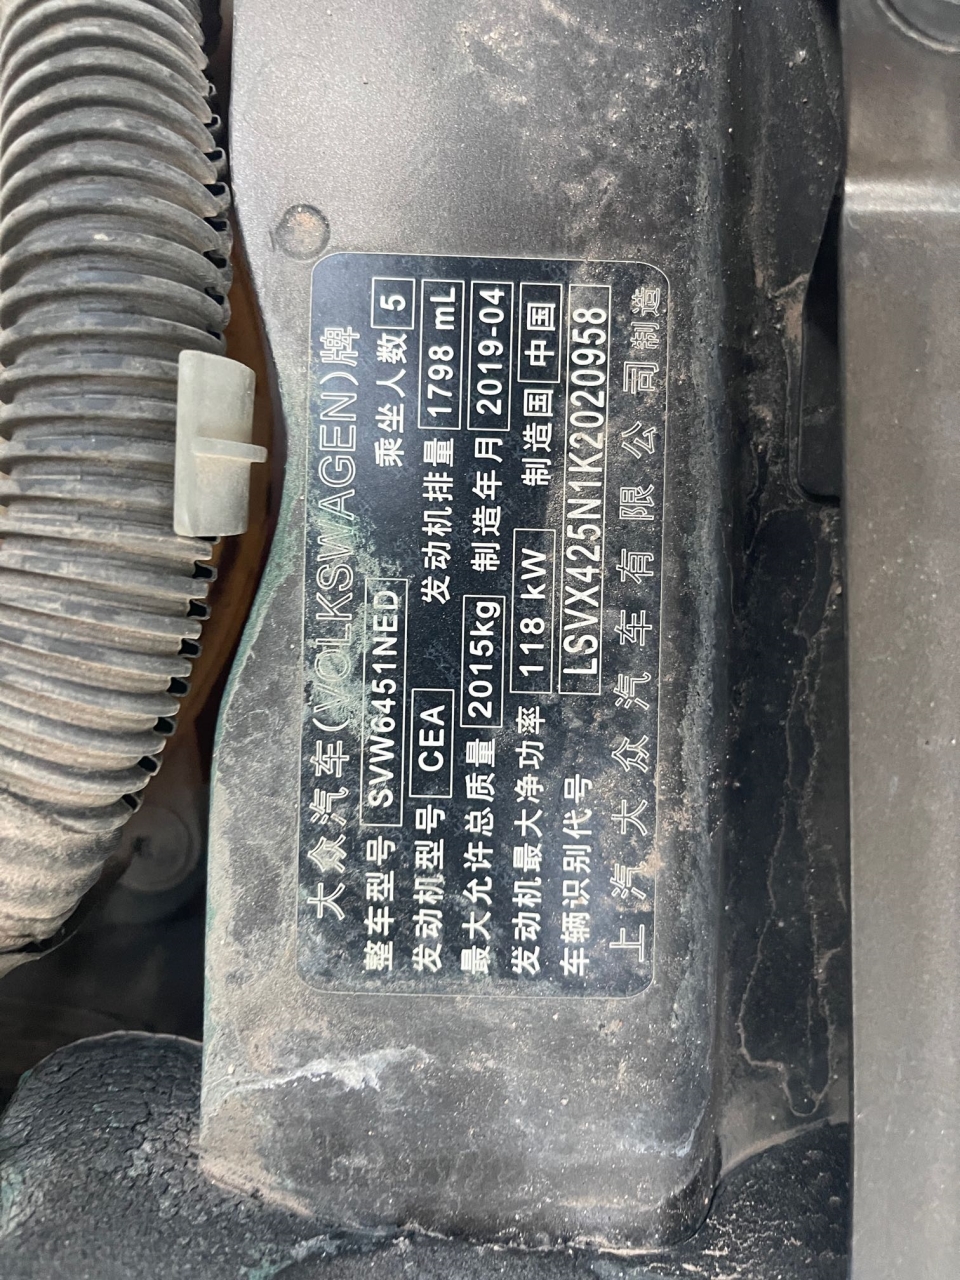 大众汽车(VOLKSWAGEN)牌
整车型号 SVW6451NED 乘坐人数 5
发动机型号 CEA 发动机排量 1798 mL
最大允许总质量 2015kg 制造年月 2019-04
发动机最大净功率 118 kW 制造国 中国
车辆识别代号 LSVX425N1K2020958
上汽大众汽车有限公司制造